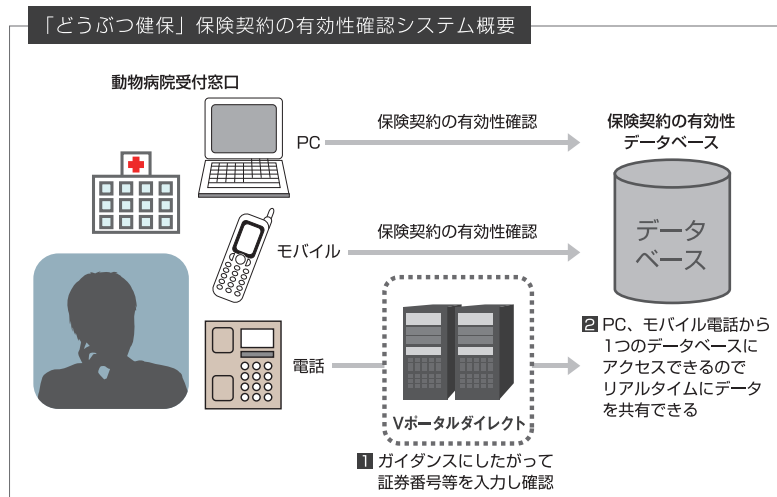 「どうぶつ健保」保険契約の有効性確認システム概要
動物病院受付窓口
PC
保険契約の有効性確認
保険契約の有効性
データベース
データ
ベース
モバイル
保険契約の有効性確認
電話
Vポータルダイレクト
1 ガイダンスにしたがって
証券番号等を入力し確認
2 PC、モバイル電話から
1つのデータベースに
アクセスできるので
リアルタイムにデータ
を共有できる